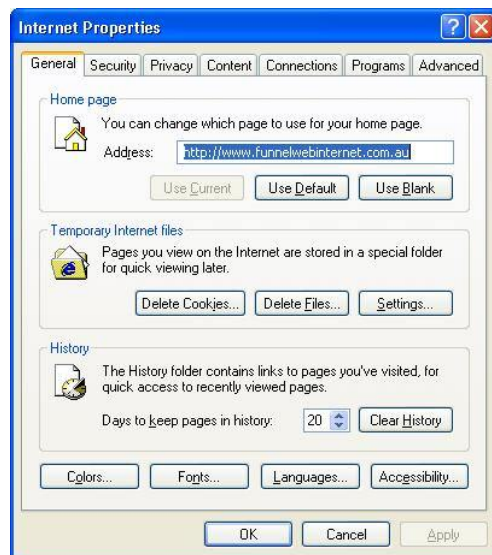 Internet Properties
General Security Privacy Content Connections Programs Advanced
Home page
You can change which page to use for your home page.
Address: http://www.funnelwebinternet.com.au
Use Current Use Default Use Blank
Temporary Internet files
Pages you view on the Internet are stored in a special folder
for quick viewing later.
Delete Cookies... Delete Files... Settings...
History
The History folder contains links to pages you've visited, for
quick access to recently viewed pages.
Days to keep pages in history: 20 Clear History
Colors... Fonts... Languages... Accessibility...
OK Cancel Apply